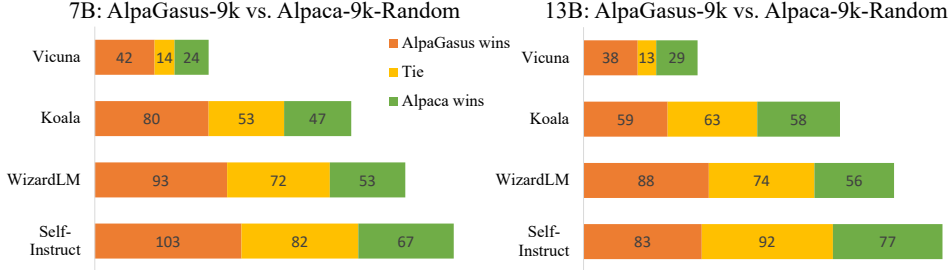 7B: AlpaGasus-9k vs. Alpaca-9k-Random
AlpaGasus wins
Tie
Alpaca wins
Vicuna
42 14 24
Koala
80 53 47
WizardLM
93 72 53
Self-
Instruct
103 82 67
13B: AlpaGasus-9k vs. Alpaca-9k-Random
Vicuna
38 13 29
Koala
59 63 58
WizardLM
88 74 56
Self-
Instruct
83 92 77